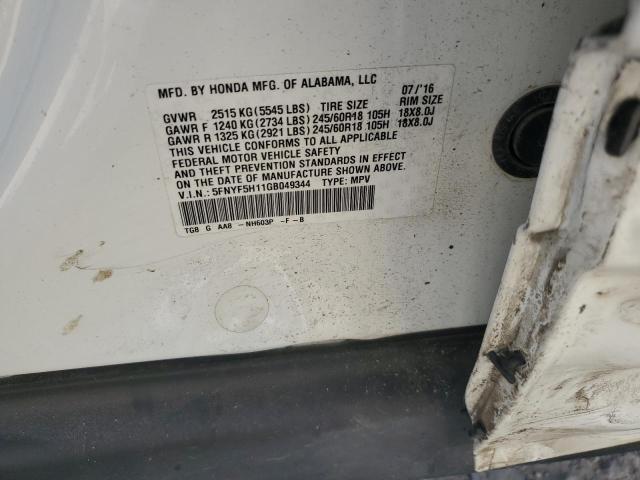 MFD. BY HONDA MFG. OF ALABAMA, LLC 07/'16
GVWR 2515 KG(5545 LBS) TIRE SIZE RIM SIZE
GAWR F 1240 KG(2734 LBS) 245/60R18 105H 18X8.0J
GAWR R 1325 KG(2921 LBS) 245/60R18 105H 18X8.0J
THIS VEHICLE CONFORMS TO ALL APPLICABLE
FEDERAL MOTOR VEHICLE SAFETY
AND THEFT PREVENTION STANDARDS IN EFFECT
ON THE DATE OF MANUFACTURE SHOWN ABOVE.
V.I.N.: 5FNYF5H11GB049344 TYPE: MPV
TG8 G AA8 -NH603P -F-B